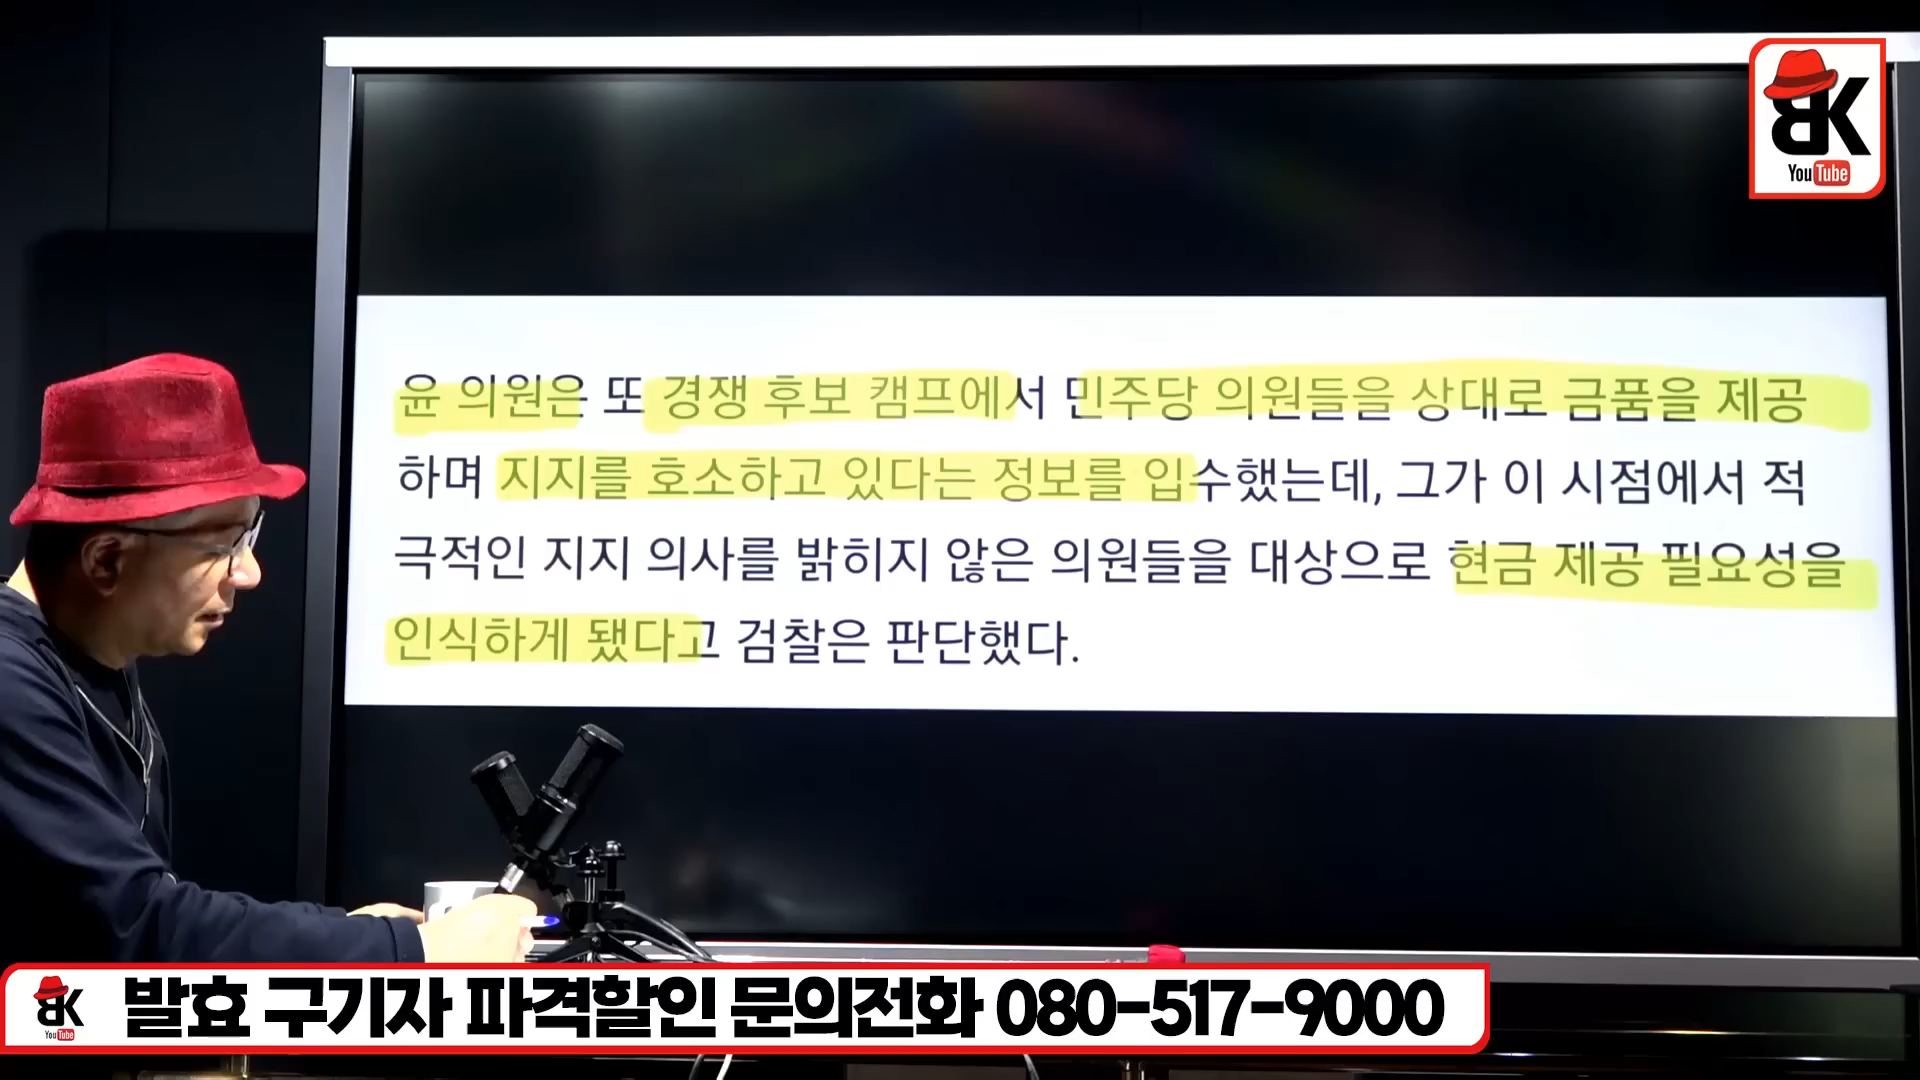 BK
YouTube
윤 의원은 또 경쟁 후보 캠프에서 민주당 의원들을 상대로 금품을 제공
하며 지지를 호소하고 있다는 정보를 입수했는데, 그가 이 시점에서 적
극적인 지지 의사를 밝히지 않은 의원들을 대상으로 현금 제공 필요성을
인식하게 됐다고 검찰은 판단했다.
BK
YouTube
발효 구기자 파격할인 문의전화 080-517-9000